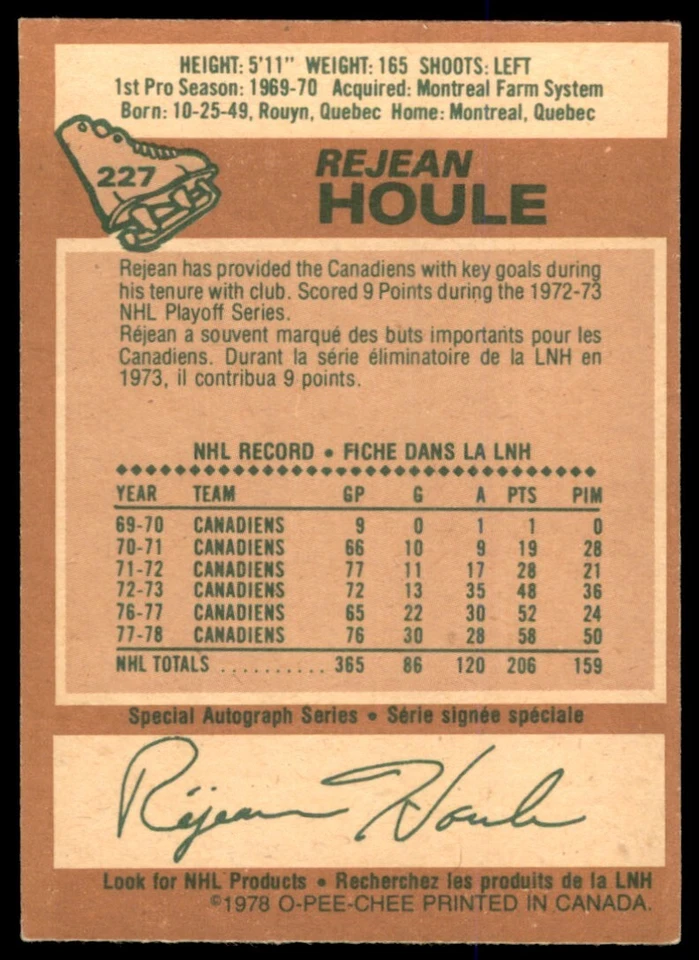 HEIGHT: 5'11" WEIGHT: 165 SHOOTS: LEFT
1st Pro Season: 1969-70 Acquired: Montreal Farm System
Born: 10-25-49, Rouyn, Quebec Home: Montreal, Quebec
227
REJEAN
HOULE
Rejean has provided the Canadiens with key goals during
his tenure with club. Scored 9 Points during the 1972-73
NHL Playoff Series.
Réjean a souvent marqué des buts importants pour les
Canadiens. Durant la série éliminatoire de la LNH en
1973, il contribua 9 points.
NHL RECORD • FICHE DANS LA LNH
YEAR TEAM GP G A PTS PIM
69-70 CANADIENS 9 0 1 1 0
70-71 CANADIENS 66 10 9 19 28
71-72 CANADIENS 77 11 17 28 21
72-73 CANADIENS 72 13 35 48 36
76-77 CANADIENS 65 22 30 52 24
77-78 CANADIENS 76 30 28 58 50
NHL TOTALS .......... 365 86 120 206 159
Special Autograph Series • Série signée spéciale
Réjean Houle
Look for NHL Products • Recherchez les produits de la LNH
©1978 O-PEE-CHEE PRINTED IN CANADA.